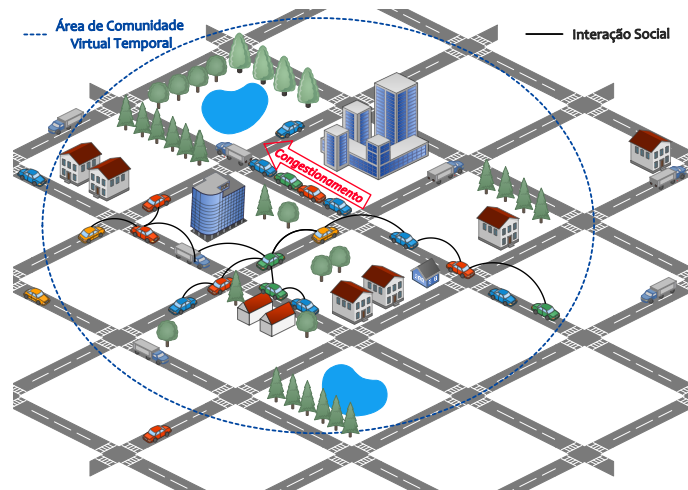 Área de Comunidade
Virtual Temporal
Interação Social
Congestionamento